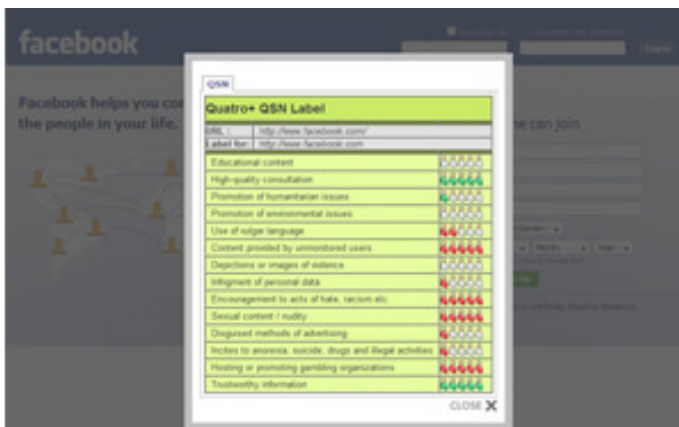 facebook
Facebook helps you con
the people in your life.
ne can join
QSN
Quatro+ QSN Label
URL : http://www.facebook.com/
Label for: http://www.facebook.com
Educational content
High-quality consultation
Promotion of humanitarian issues
Promotion of environmental issues
Use of vulgar language
Content provided by unmonitored users
Depictions or images of violence
Infigment of personal data
Encouragement to acts of hate, racism etc.
Sexual content / nudity
Disguised methods of advertising
Incites to anorexia, suicide, drugs and illegal activities
Hosting or promoting gambling organizations
Trustworthy information
CLOSE X